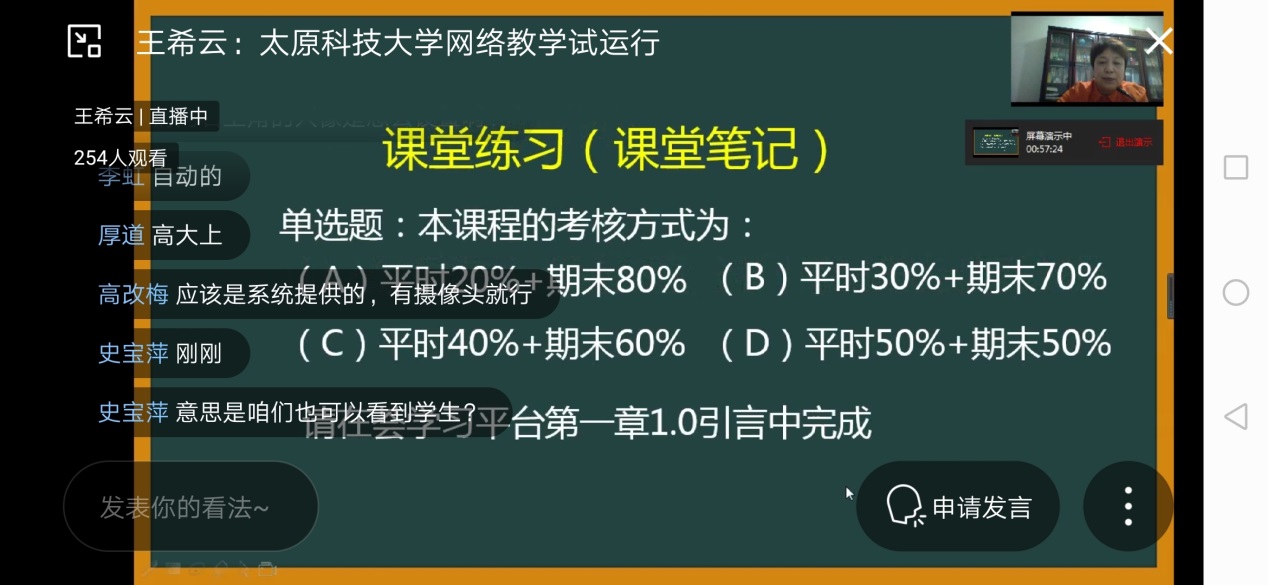 王希云：太原科技大学网络教学试运行
王希云 | 直播中
254人观看
李虹 自动的
厚道 高大上
高改梅 应该是系统提供的，有摄像头就行
史宝萍 刚刚
史宝萍 意思是咱们也可以看到学生？
发表你的看法~
屏幕演示中
00:57:24
退出演示
课堂练习（课堂笔记）
单选题：本课程的考核方式为：
（A）平时20%+期末80% （B）平时30%+期末70%
（C）平时40%+期末60% （D）平时50%+期末50%
请在云学习平台第一章1.0引言中完成
申请发言